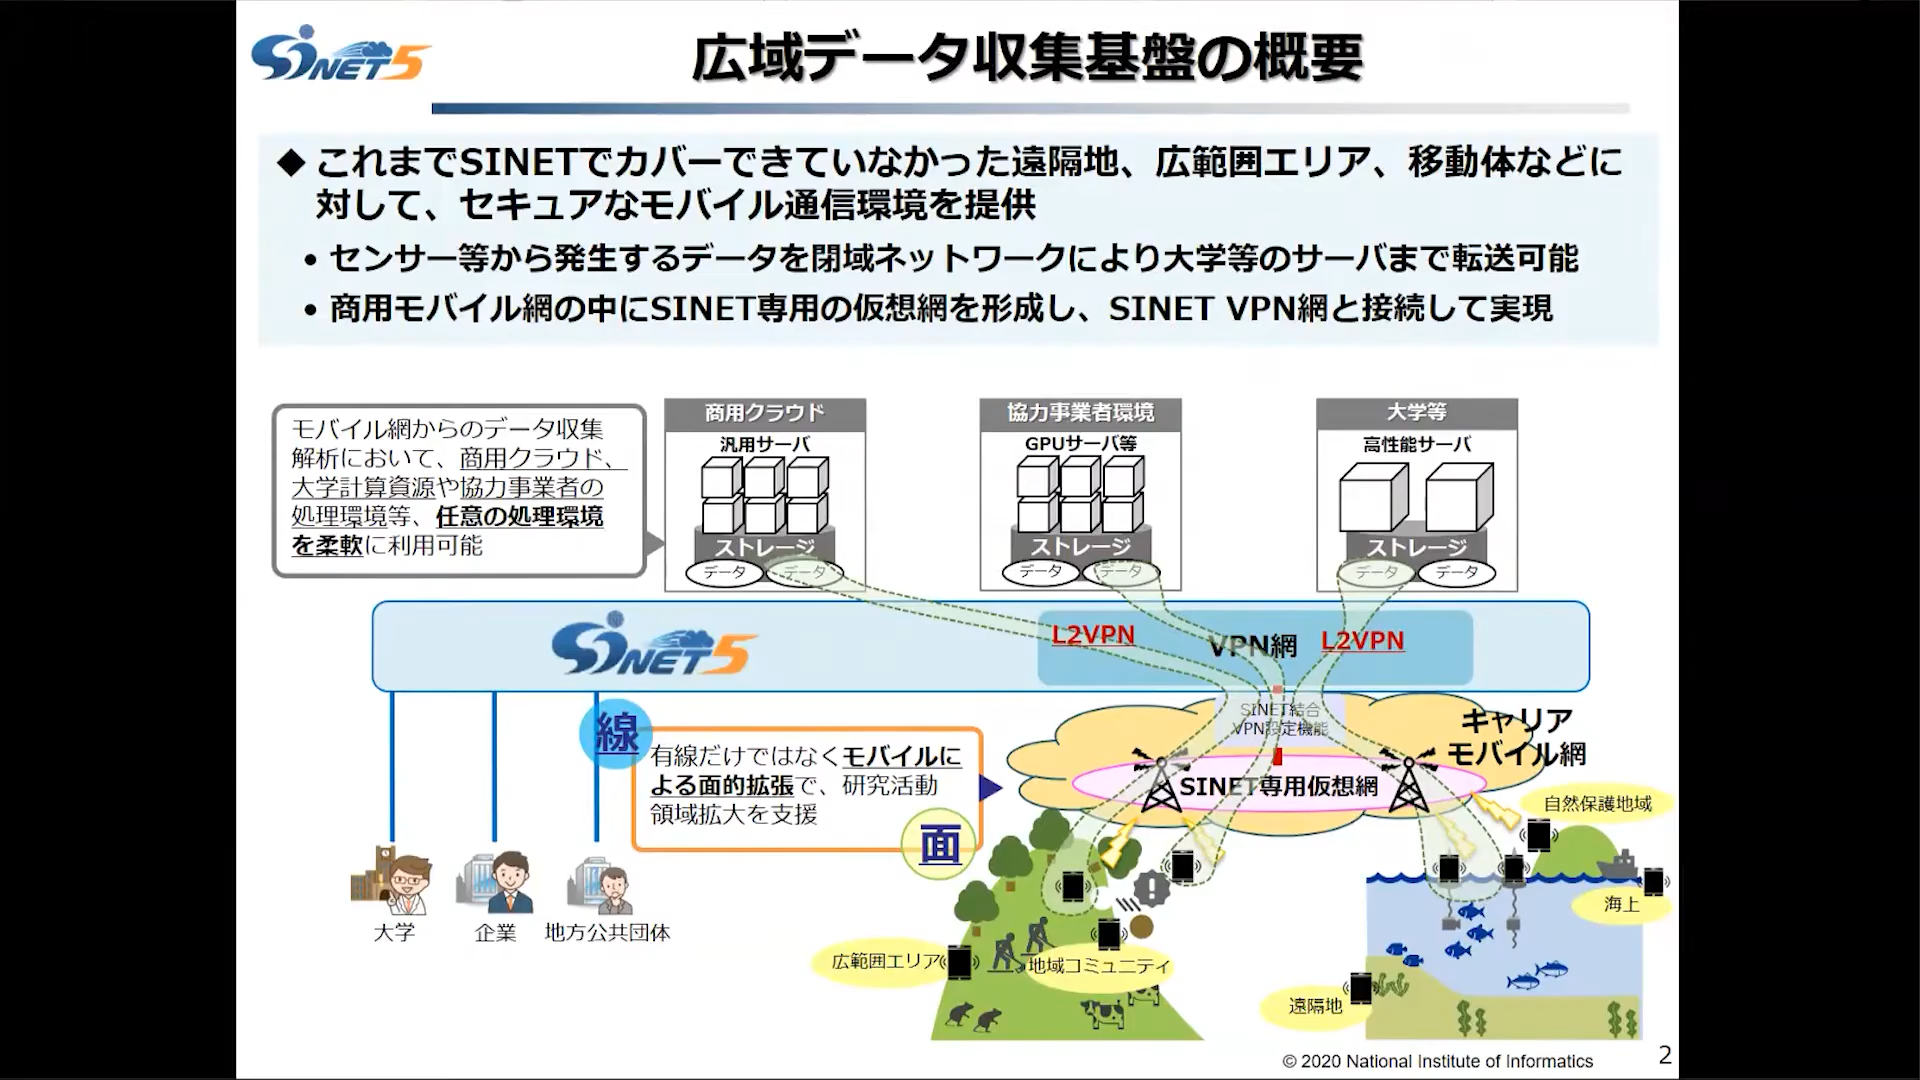 SINET5
広域データ収集基盤の概要
◆ これまでSINETでカバーできていなかった遠隔地、広範囲エリア、移動体などに
対して、セキュアなモバイル通信環境を提供
• センサー等から発生するデータを閉域ネットワークにより大学等のサーバまで転送可能
• 商用モバイル網の中にSINET専用の仮想網を形成し、SINET VPN網と接続して実現
モバイル網からのデータ収集
解析において、商用クラウド、
大学計算資源や協力事業者の
処理環境等、任意の処理環境
を柔軟に利用可能
商用クラウド
汎用サーバ
ストレージ
データ データ
協力事業者環境
GPUサーバ等
ストレージ
データ データ
大学等
高性能サーバ
ストレージ
データ データ
SINET5
L2VPN
VPN網
L2VPN
SINET結合
VPN設定機能
キャリア
モバイル網
SINET専用仮想網
線
有線だけではなくモバイルに
よる面的拡張で、研究活動
領域拡大を支援
面
大学
企業
地方公共団体
広範囲エリア
地域コミュニティ
自然保護地域
海上
遠隔地
© 2020 National Institute of Informatics
2